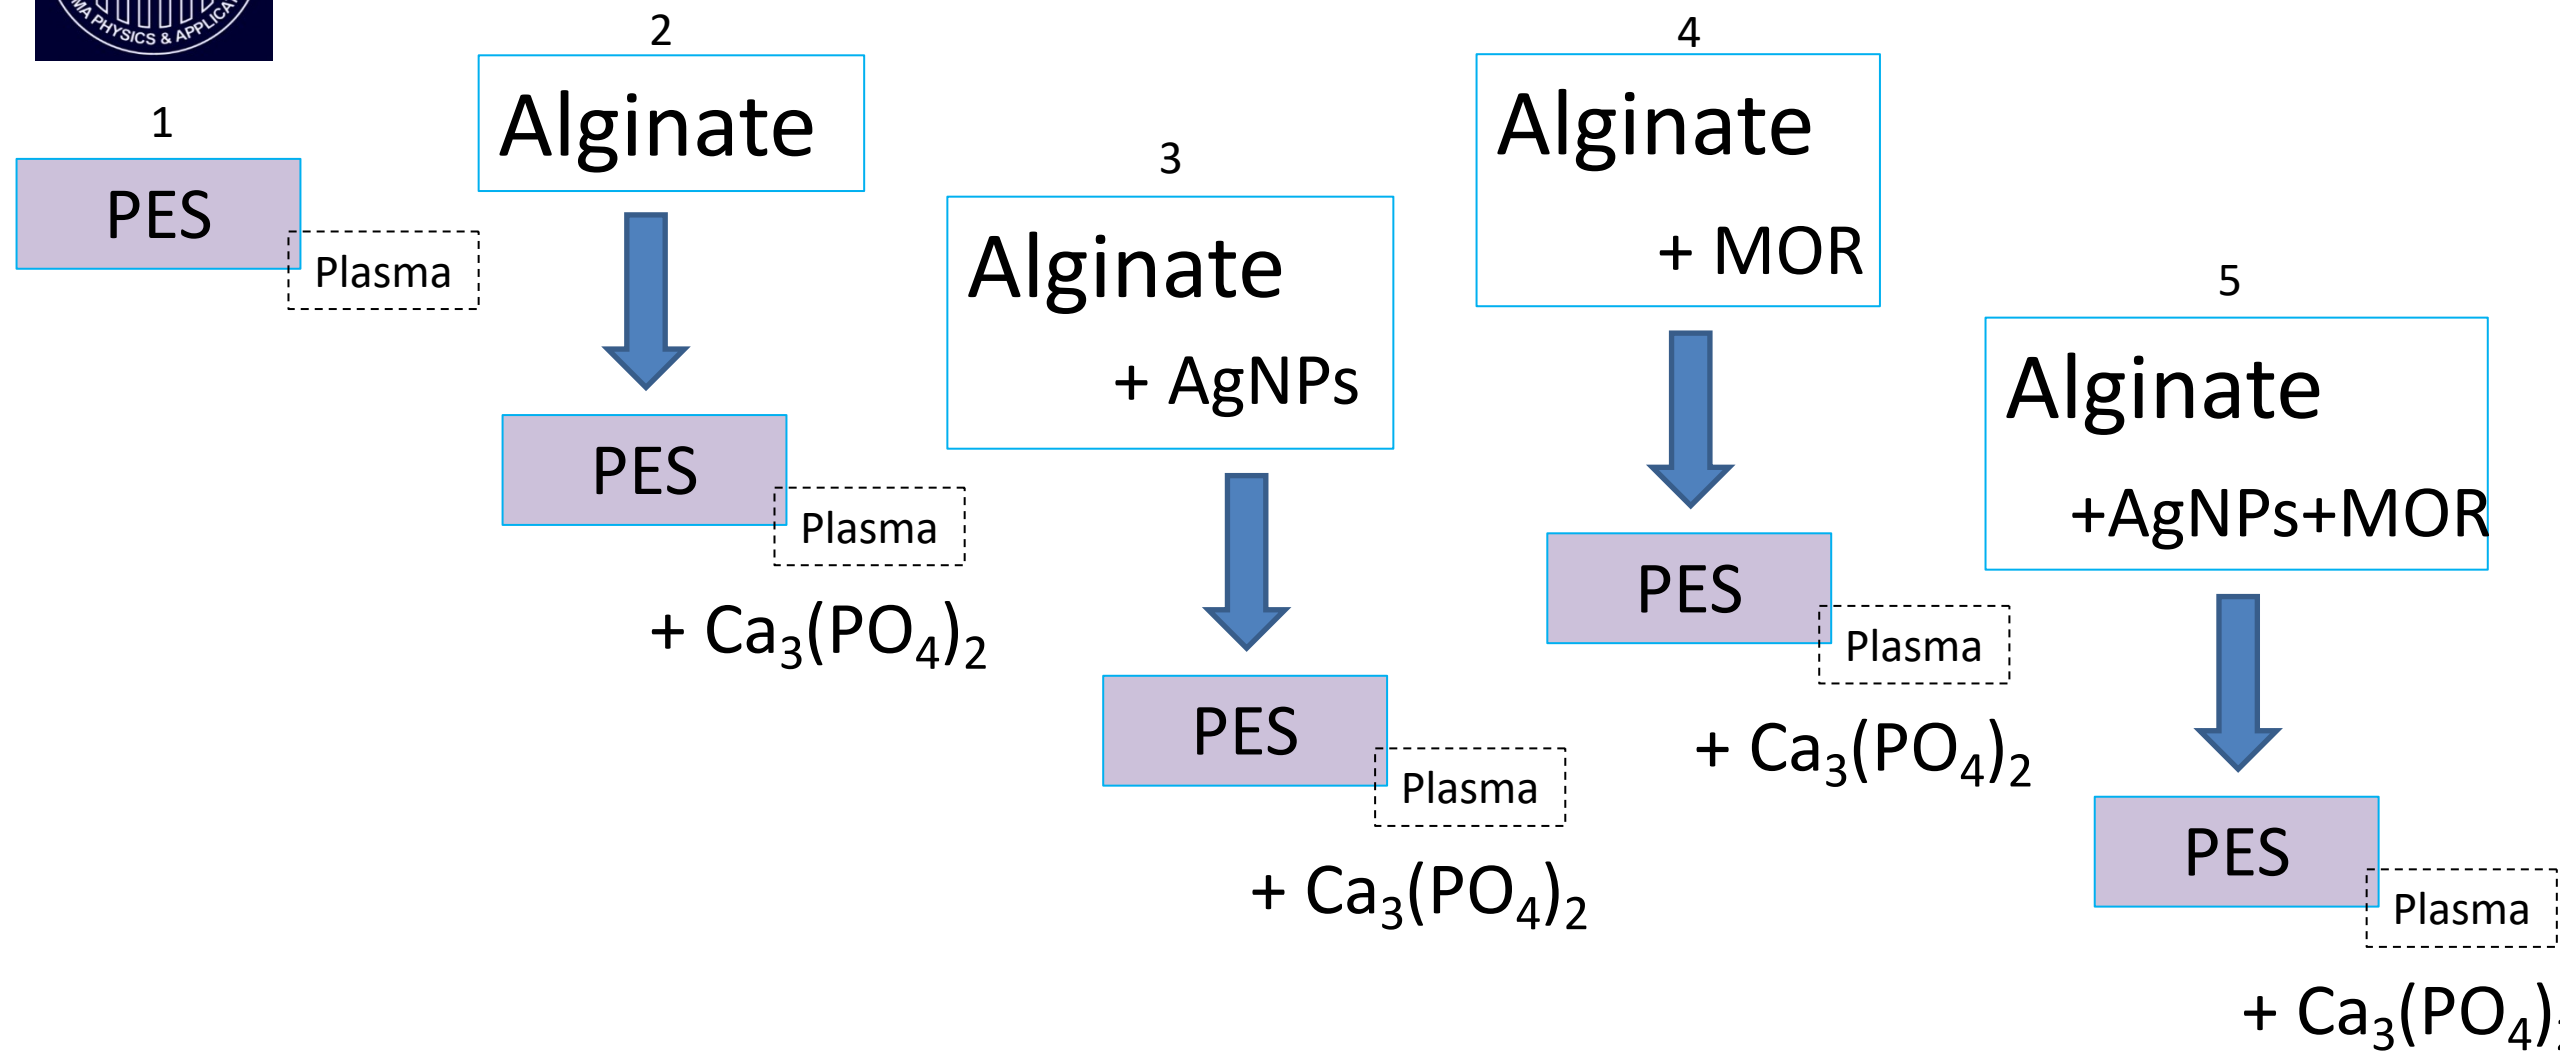 PHYSICS &
1
PES
Plasma
2
Alginate
PES
Plasma
+ Ca₃(PO₄)₂
3
Alginate
+ AgNPs
PES
Plasma
+ Ca₃(PO₄)₂
4
Alginate
+ MOR
PES
Plasma
+ Ca₃(PO₄)₂
5
Alginate
+AgNPs+MOR
PES
Plasma
+ Ca₃(PO₄)